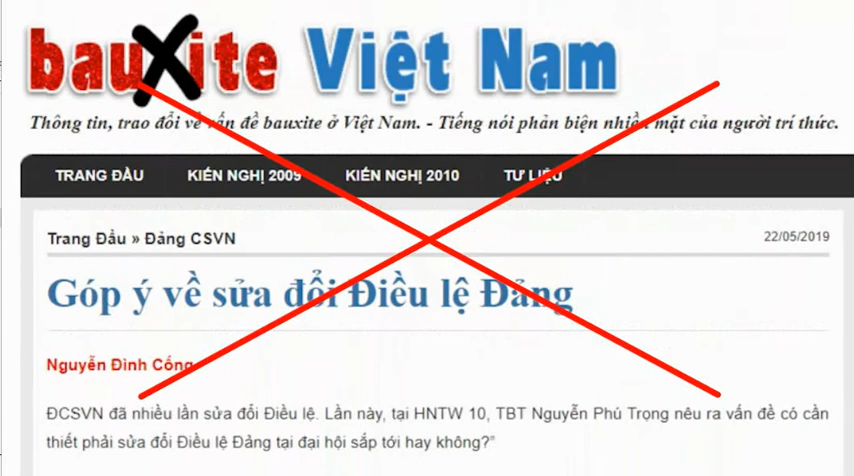 bauxite Việt Nam
Thông tin, trao đổi về vấn đề bauxite ở Việt Nam. - Tiếng nói phản biện nhiều mặt của người trí thức.
TRANG ĐẦU KIẾN NGHỊ 2009 KIẾN NGHỊ 2010 TƯ LIỆU
Trang Đầu » Đảng CSVN 22/05/2019
Góp ý về sửa đổi Điều lệ Đảng
Nguyễn Đình Cống
ĐCSVN đã nhiều lần sửa đổi Điều lệ. Lần này, tại HNTW 10, TBT Nguyễn Phú Trọng nêu ra vấn đề có cần
thiết phải sửa đổi Điều lệ Đảng tại đại hội sắp tới hay không?"